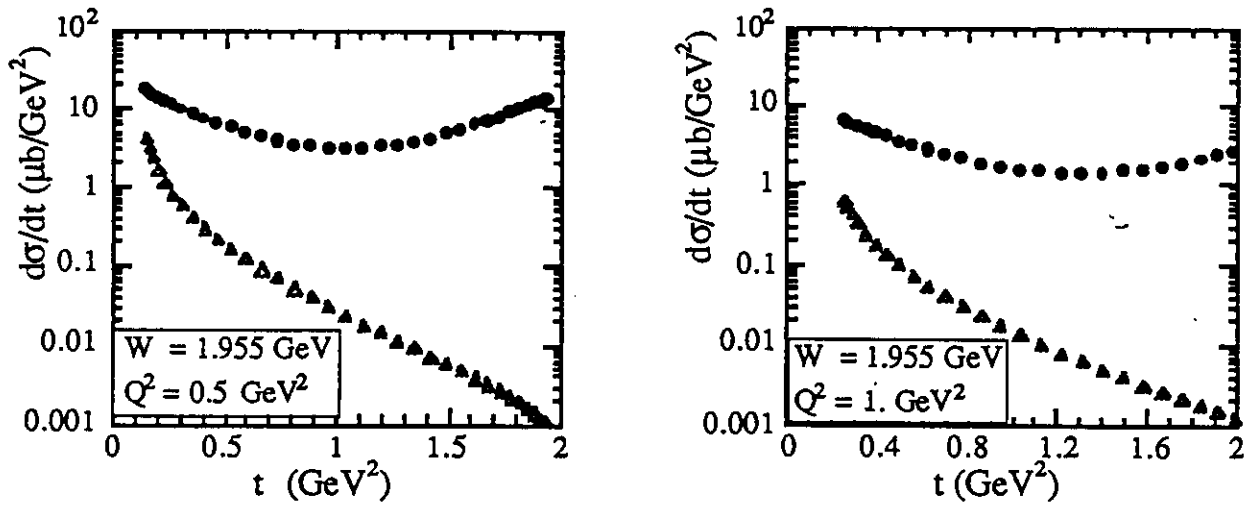 10²
10
1
0.1
0.01
0.001
dσ/dt (μb/GeV²)
W = 1.955 GeV
Q² = 0.5 GeV²
0 0.5 1 1.5 2
t (GeV²)
10²
10
1
0.1
0.01
0.001
dσ/dt (μb/GeV²)
W = 1.955 GeV
Q² = 1. GeV²
0 0.4 0.8 1.2 1.6 2
t (GeV²)